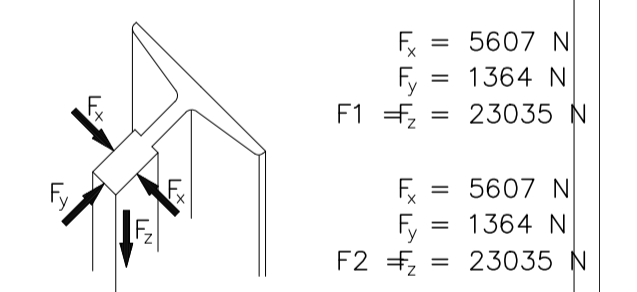 Fx
Fy
Fx
Fz
Fx = 5607 N
Fy = 1364 N
F1 = Fz = 23035 N
Fx = 5607 N
Fy = 1364 N
F2 = Fz = 23035 N